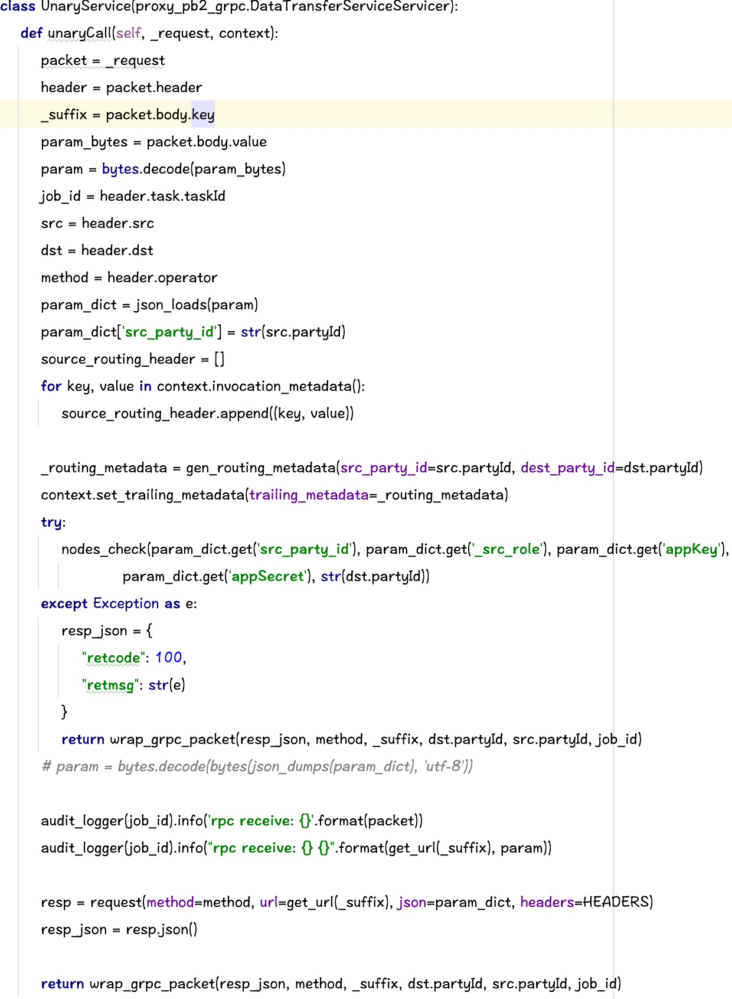 class UnaryService(proxy_pb2_grpc.DataTransferServiceServicer):
def unaryCall(self, _request, context):
packet = _request
header = packet.header
_suffix = packet.body.key
param_bytes = packet.body.value
param = bytes.decode(param_bytes)
job_id = header.task.taskId
src = header.src
dst = header.dst
method = header.operator
param_dict = json_loads(param)
param_dict['src_party_id'] = str(src.partyId)
source_routing_header = []
for key, value in context.invocation_metadata():
source_routing_header.append((key, value))
_routing_metadata = gen_routing_metadata(src_party_id=src.partyId, dest_party_id=dst.partyId)
context.set_trailing_metadata(trailing_metadata=_routing_metadata)
try:
nodes_check(param_dict.get('src_party_id'), param_dict.get('_src_role'), param_dict.get('appKey'),
param_dict.get('appSecret'), str(dst.partyId))
except Exception as e:
resp_json = {
"retcode": 100,
"retmsg": str(e)
}
return wrap_grpc_packet(resp_json, method, _suffix, dst.partyId, src.partyId, job_id)
# param = bytes.decode(bytes(json_dumps(param_dict), 'utf-8'))
audit_logger(job_id).info('rpc receive: {}'.format(packet))
audit_logger(job_id).info("rpc receive: {} {}".format(get_url(_suffix), param))
resp = request(method=method, url=get_url(_suffix), json=param_dict, headers=HEADERS)
resp_json = resp.json()
return wrap_grpc_packet(resp_json, method, _suffix, dst.partyId, src.partyId, job_id)